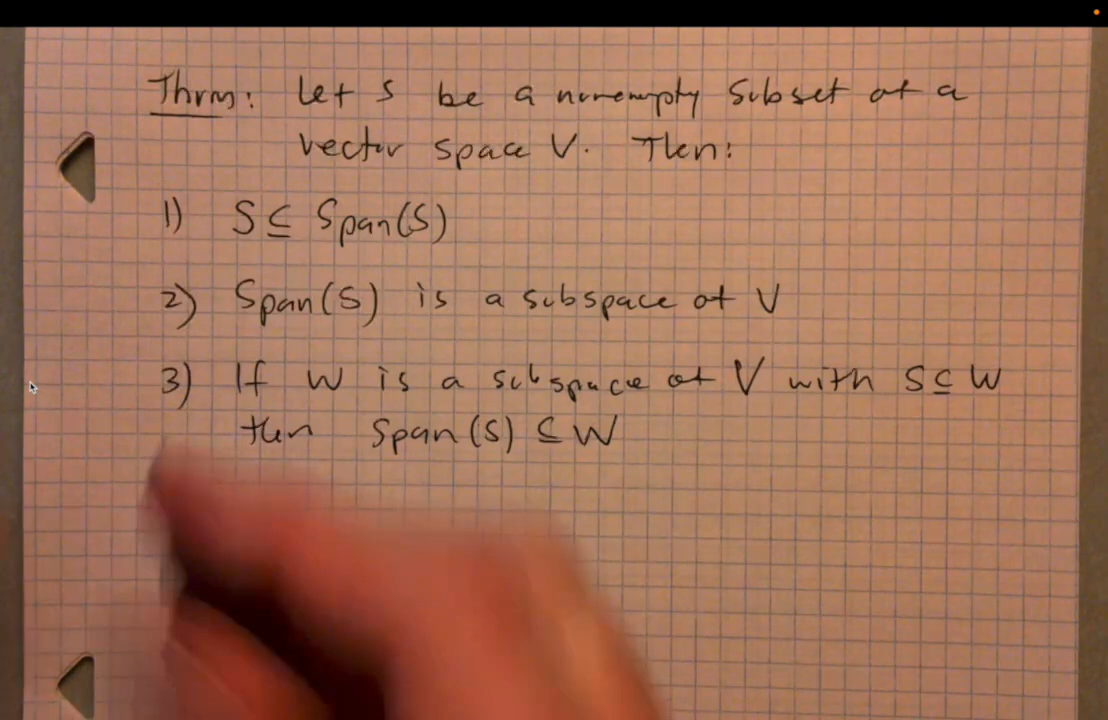 Thrm: Let S be a nonempty subset of a
vector space V. Then:
1) S ⊆ Span(S)
2) Span(S) is a subspace of V
3) If W is a subspace of V with S ⊆ W
then Span(S) ⊆ W